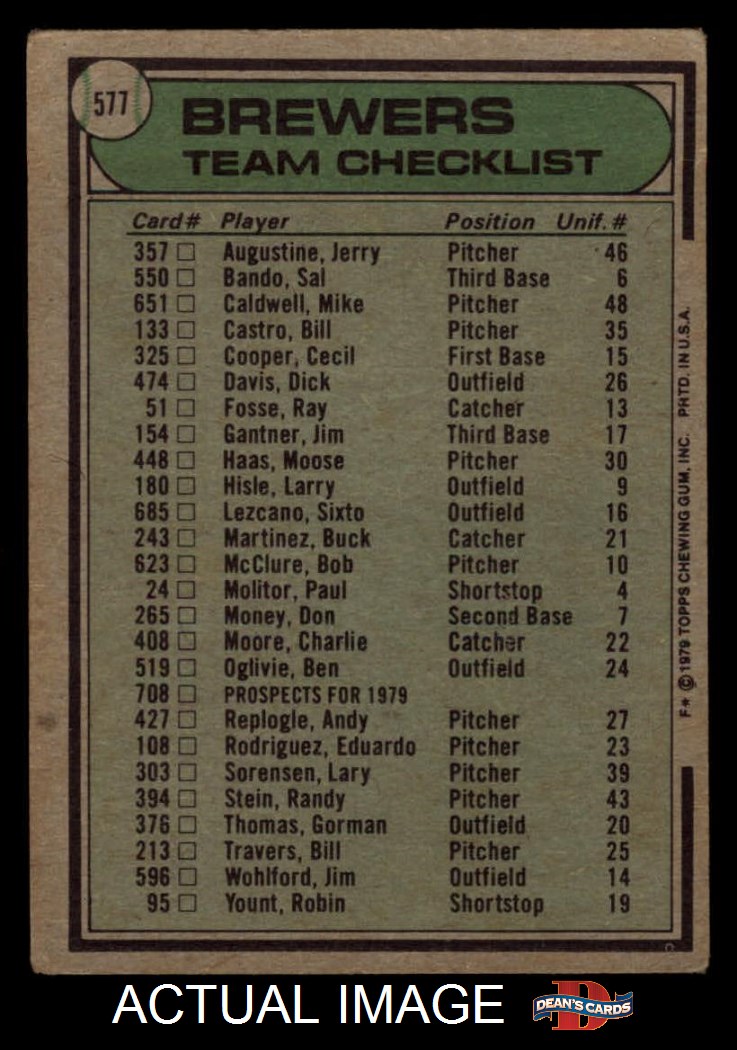 577
BREWERS
TEAM CHECKLIST
Card# Player Position Unif. #
357 Augustine, Jerry Pitcher 46
550 Bando, Sal Third Base 6
651 Caldwell, Mike Pitcher 48
133 Castro, Bill Pitcher 35
325 Cooper, Cecil First Base 15
474 Davis, Dick Outfield 26
51 Fosse, Ray Catcher 13
154 Gantner, Jim Third Base 17
448 Haas, Moose Pitcher 30
180 Hisle, Larry Outfield 9
685 Lezcano, Sixto Outfield 16
243 Martinez, Buck Catcher 21
623 McClure, Bob Pitcher 10
24 Molitor, Paul Shortstop 4
265 Money, Don Second Base 7
408 Moore, Charlie Catcher 22
519 Oglivie, Ben Outfield 24
708 PROSPECTS FOR 1979
427 Replogle, Andy Pitcher 27
108 Rodriguez, Eduardo Pitcher 23
303 Sorensen, Lary Pitcher 39
394 Stein, Randy Pitcher 43
376 Thomas, Gorman Outfield 20
213 Travers, Bill Pitcher 25
596 Wohlford, Jim Outfield 14
95 Yount, Robin Shortstop 19
F* © 1979 TOPPS CHEWING GUM, INC. PRTD. IN U.S.A.
C
ACTUAL IMAGE
D
DEAN'S CARDS